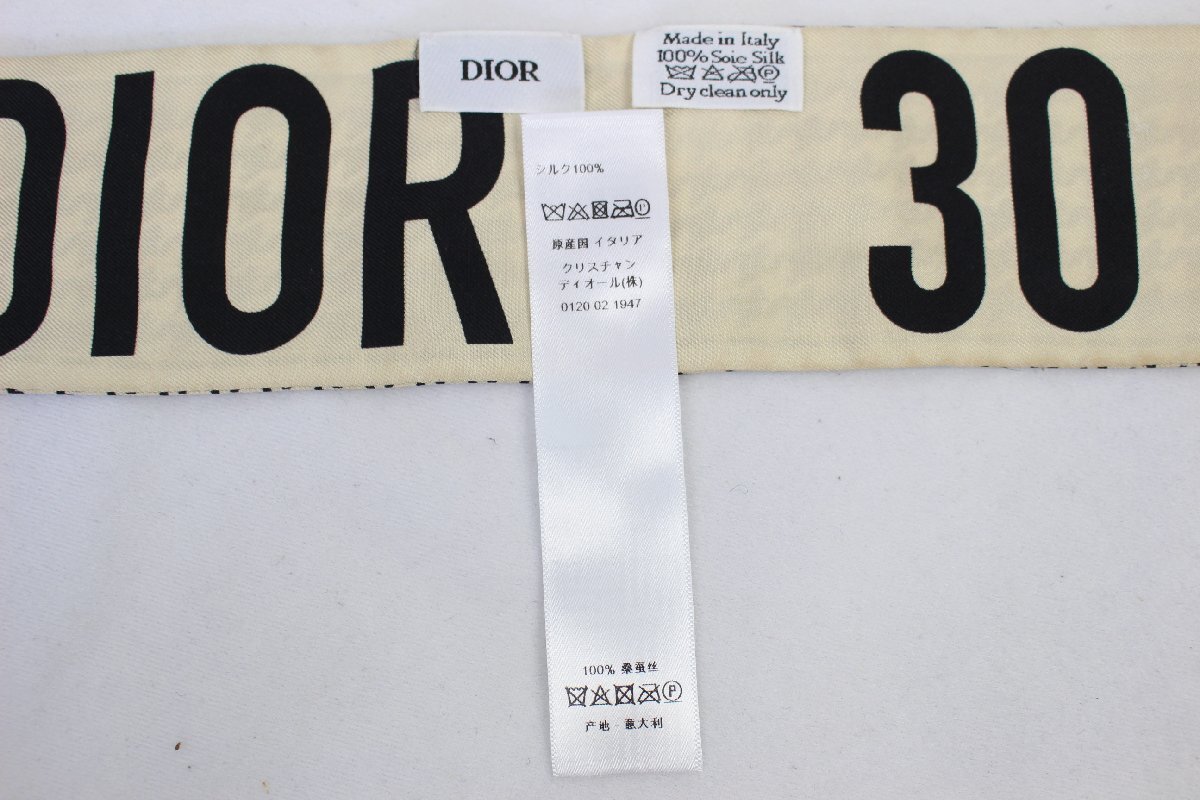 DIOR 30
DIOR
Made in Italy
100% Soie Silk
Dry clean only
シルク100%
原産国 イタリア
クリスチャン
ディオール(株)
0120 02 1947
100% 桑蚕丝
产地 意大利